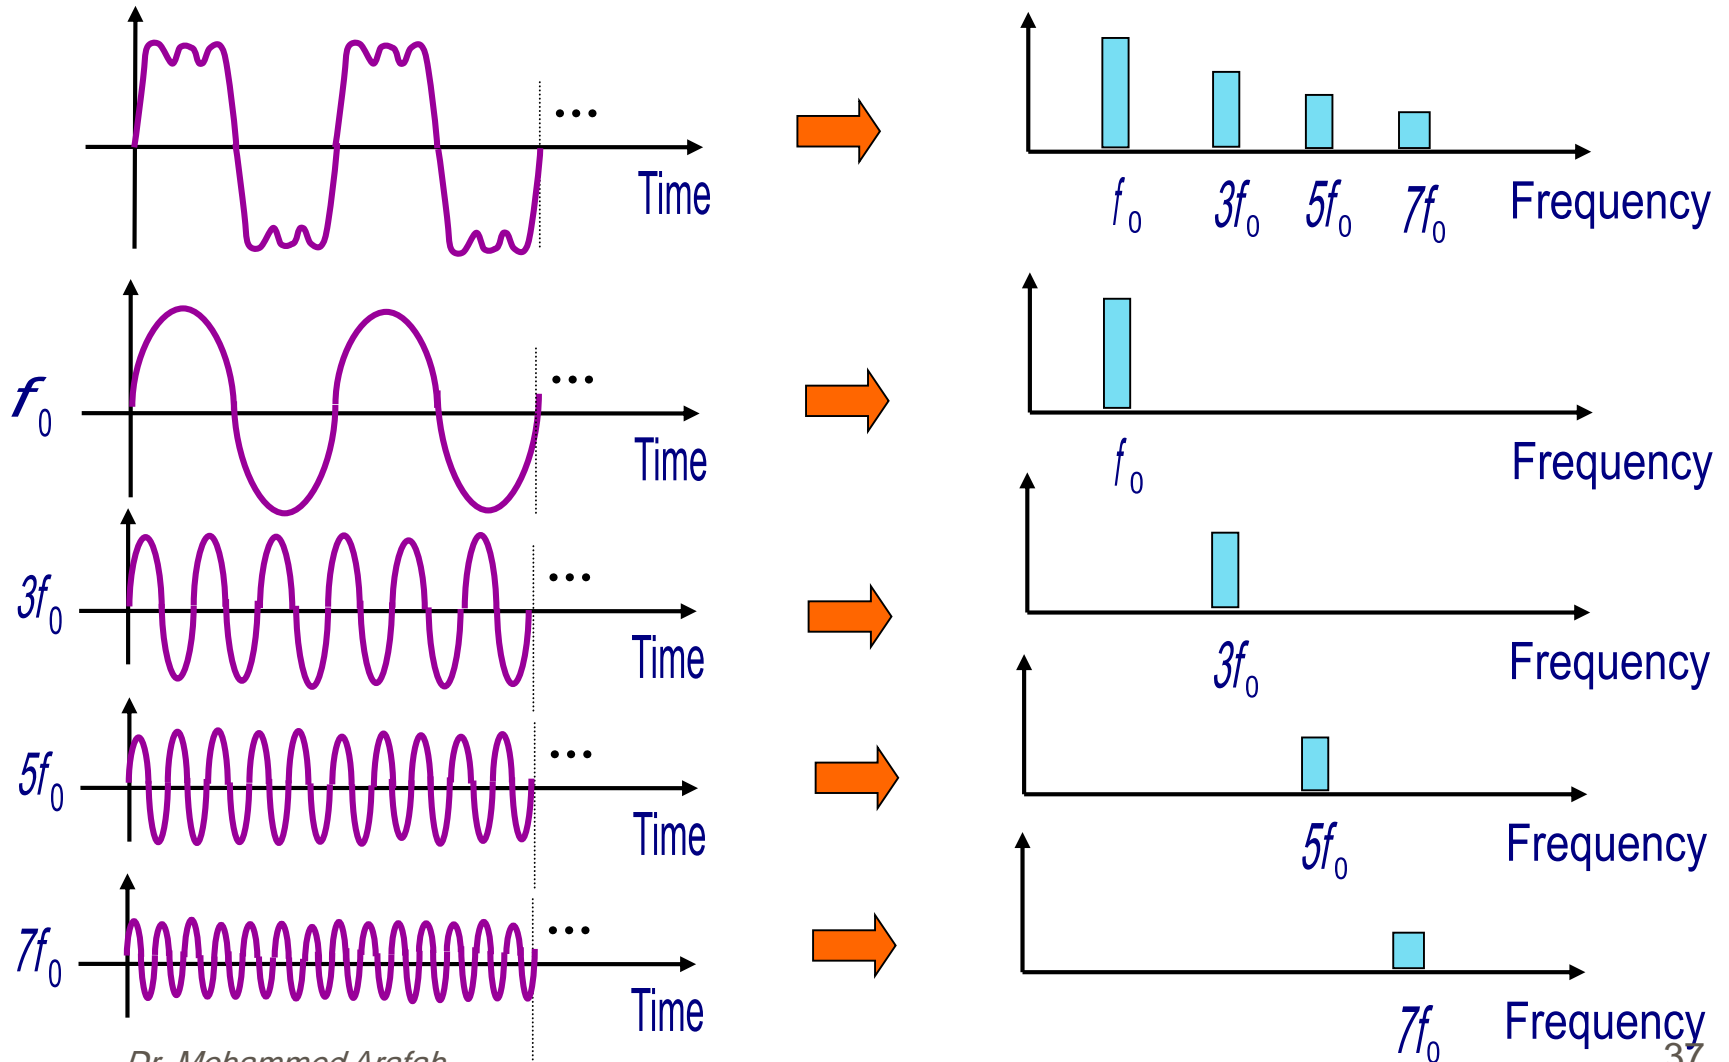 ...
Time
f0 3f0 5f0 7f0 Frequency
f0
...
Time
f0
Frequency
3f0
...
Time
3f0
Frequency
5f0
...
Time
5f0
Frequency
7f0
...
Time
7f0
Frequency
Dr. Mohammed Arafah
37